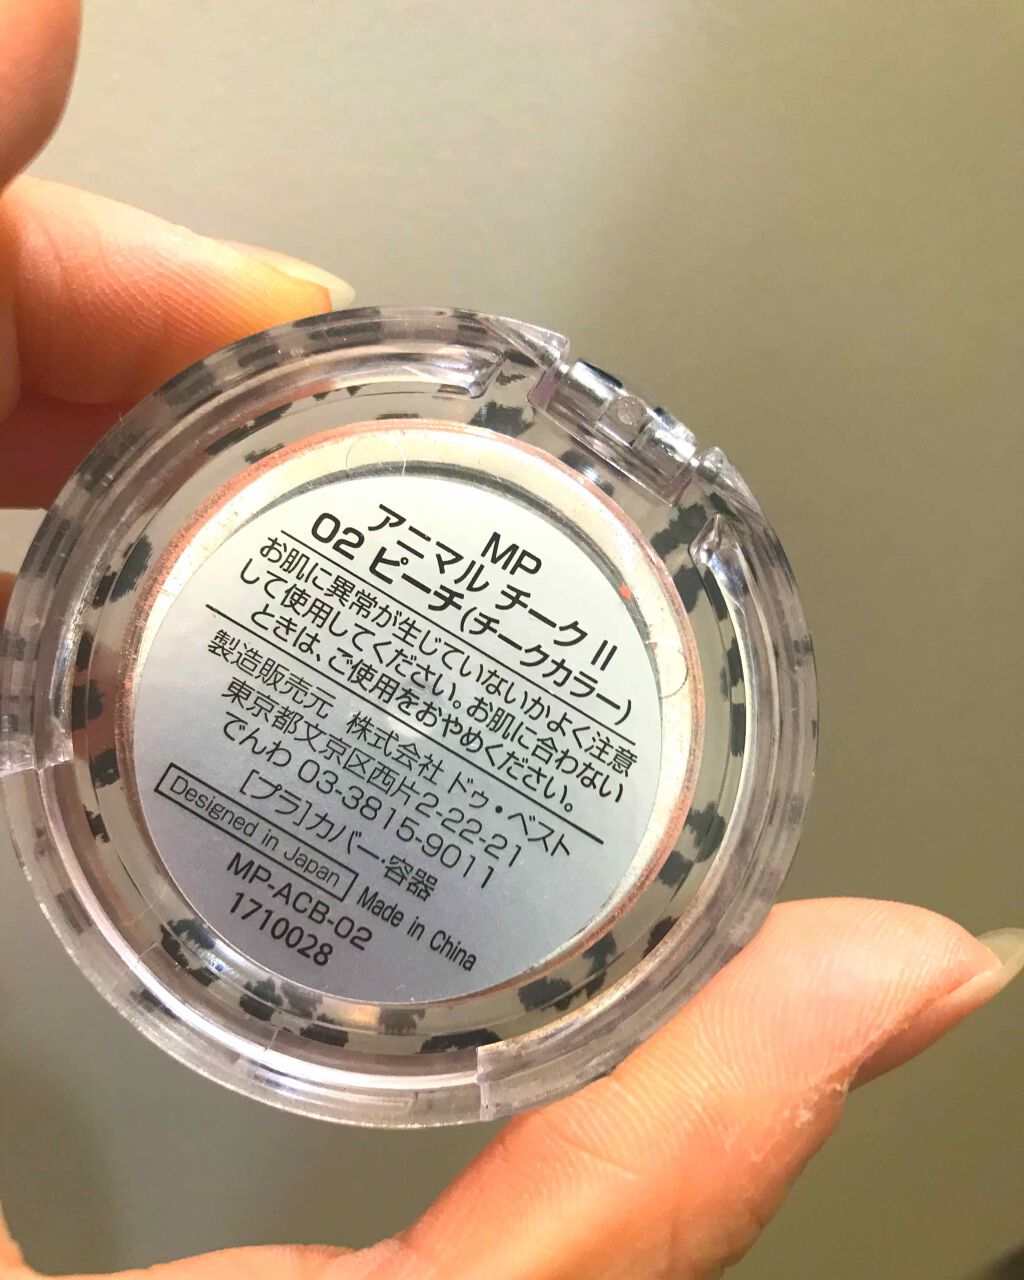 MP
アニマル チーク II
02 ピーチ(チークカラー)
お肌に異常が生じていないかよく注意
して使用してください。お肌に合わない
ときは、ご使用をおやめください。
製造販売元 株式会社 ドゥ・ベスト
東京都文京区西片2-22-21
でんわ 03-3815-9011
[プラ]カバー・容器
Designed in Japan Made in China
MP-ACB-02
1710028